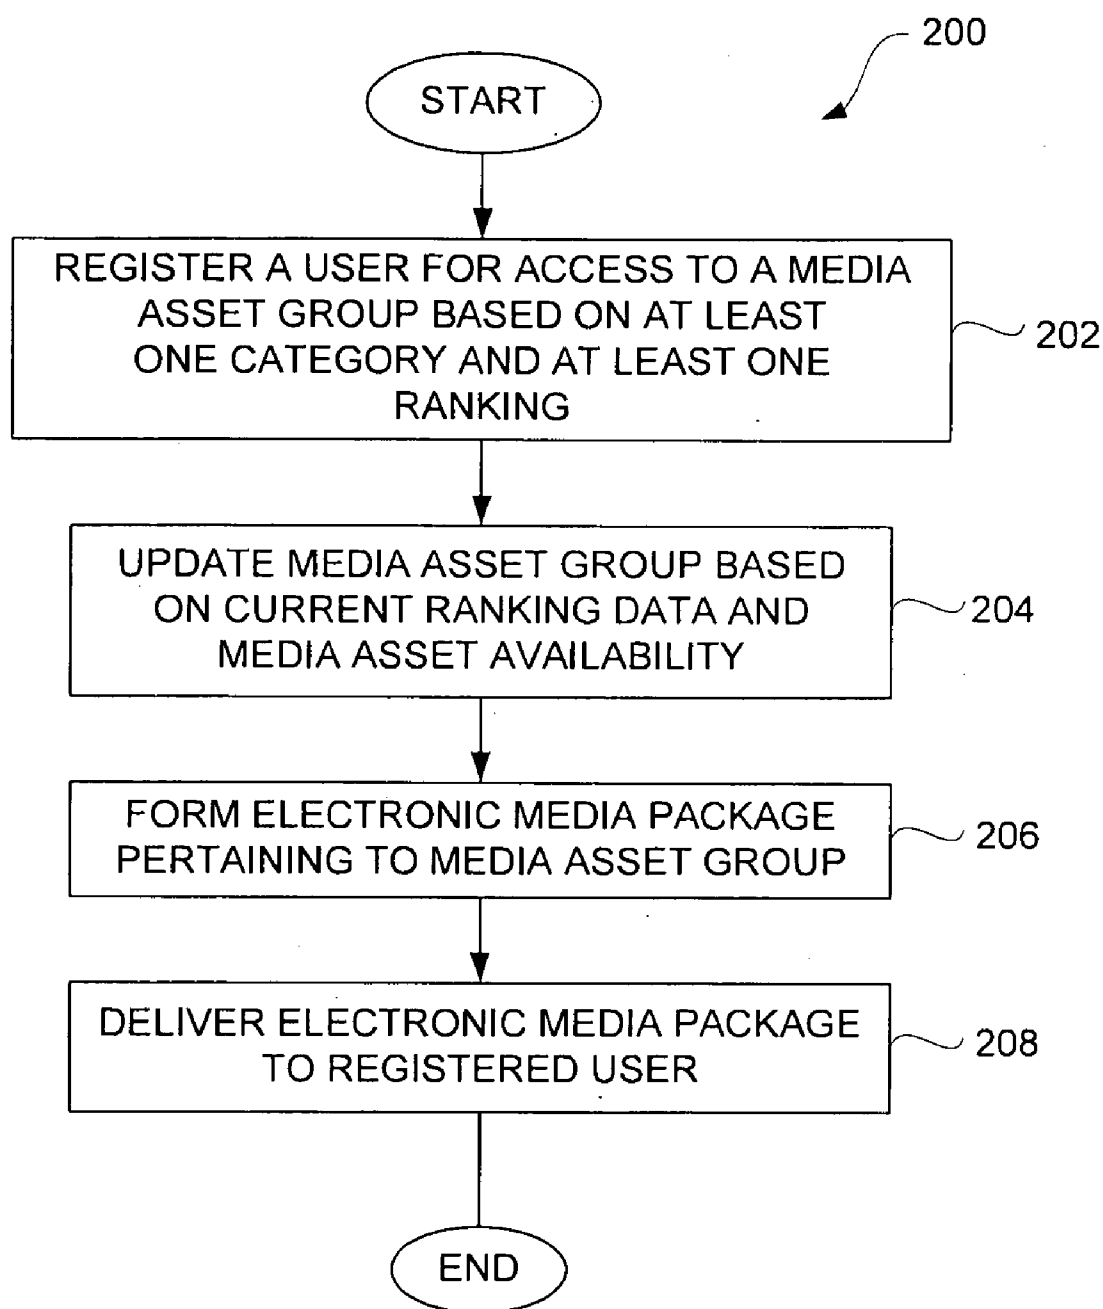 200
START
REGISTER A USER FOR ACCESS TO A MEDIA
ASSET GROUP BASED ON AT LEAST
ONE CATEGORY AND AT LEAST ONE
RANKING
202
UPDATE MEDIA ASSET GROUP BASED
ON CURRENT RANKING DATA AND
MEDIA ASSET AVAILABILITY
204
FORM ELECTRONIC MEDIA PACKAGE
PERTAINING TO MEDIA ASSET GROUP
206
DELIVER ELECTRONIC MEDIA PACKAGE
TO REGISTERED USER
208
END